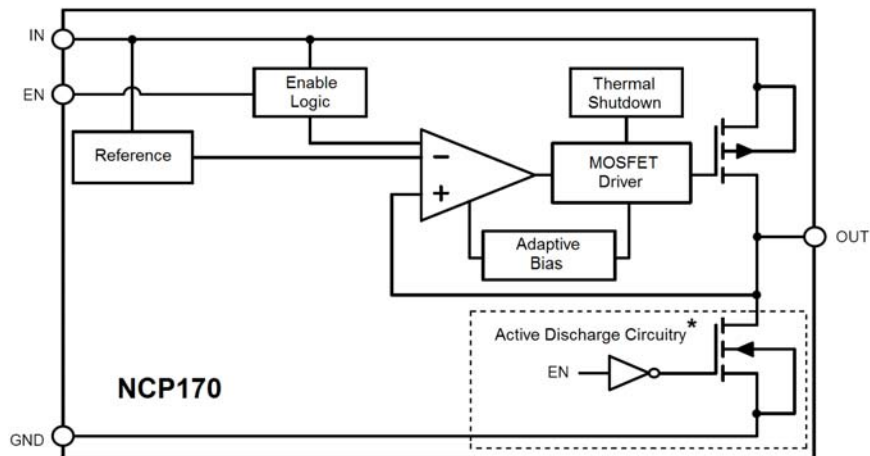 IN
EN
Enable
Logic
Thermal
Shutdown
Reference
−
+
MOSFET
Driver
Adaptive
Bias
OUT
Active Discharge Circuitry*
EN
NCP170
GND